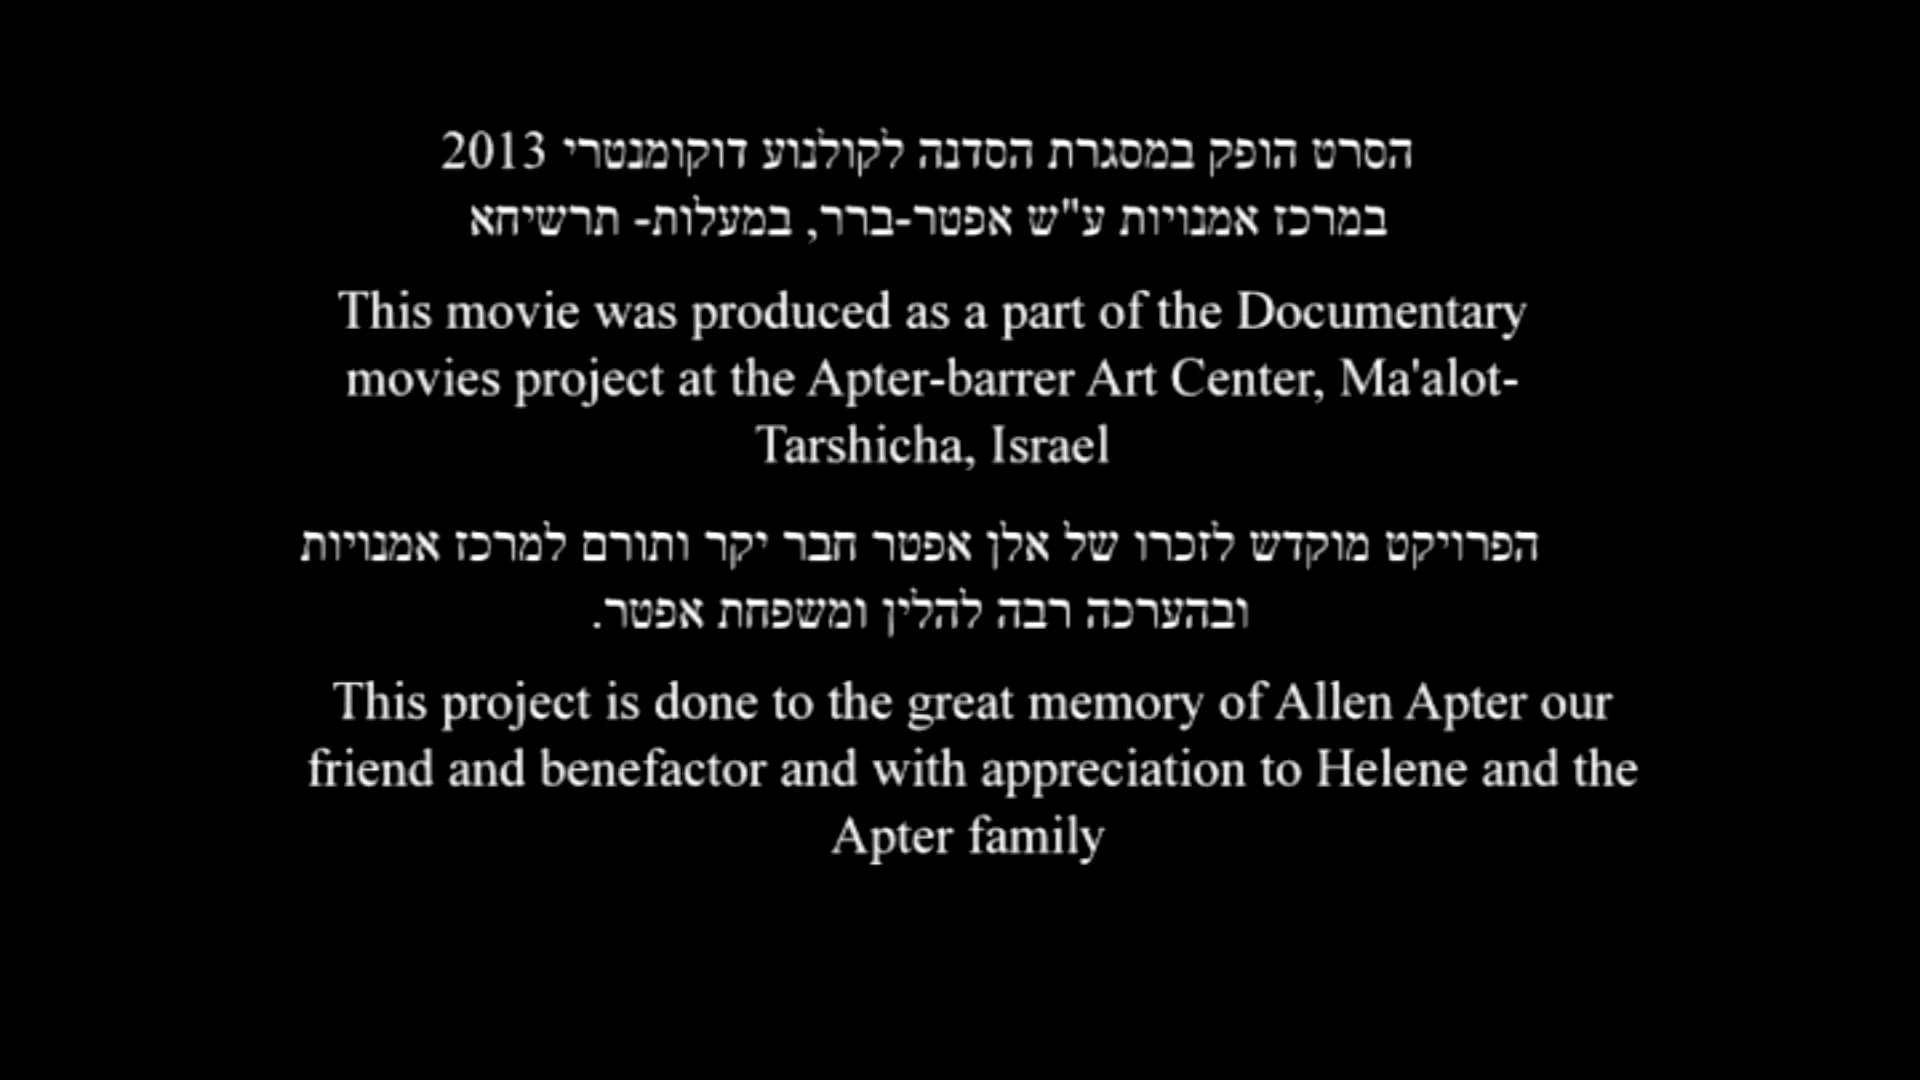 הסרט הופק במסגרת הסדנה לקולנוע דוקומנטרי 2013
במרכז אמנויות ע"ש אפטר-ברר, במעלות- תרשיחא
This movie was produced as a part of the Documentary
movies project at the Apter-barrer Art Center, Ma'alot-
Tarshicha, Israel
הפרוייקט מוקדש לזכרו של אלן אפטר חבר יקר ותורם למרכז אמנויות
ובהערכה רבה להלין ומשפחת אפטר.
This project is done to the great memory of Allen Apter our
friend and benefactor and with appreciation to Helene and the
Apter family